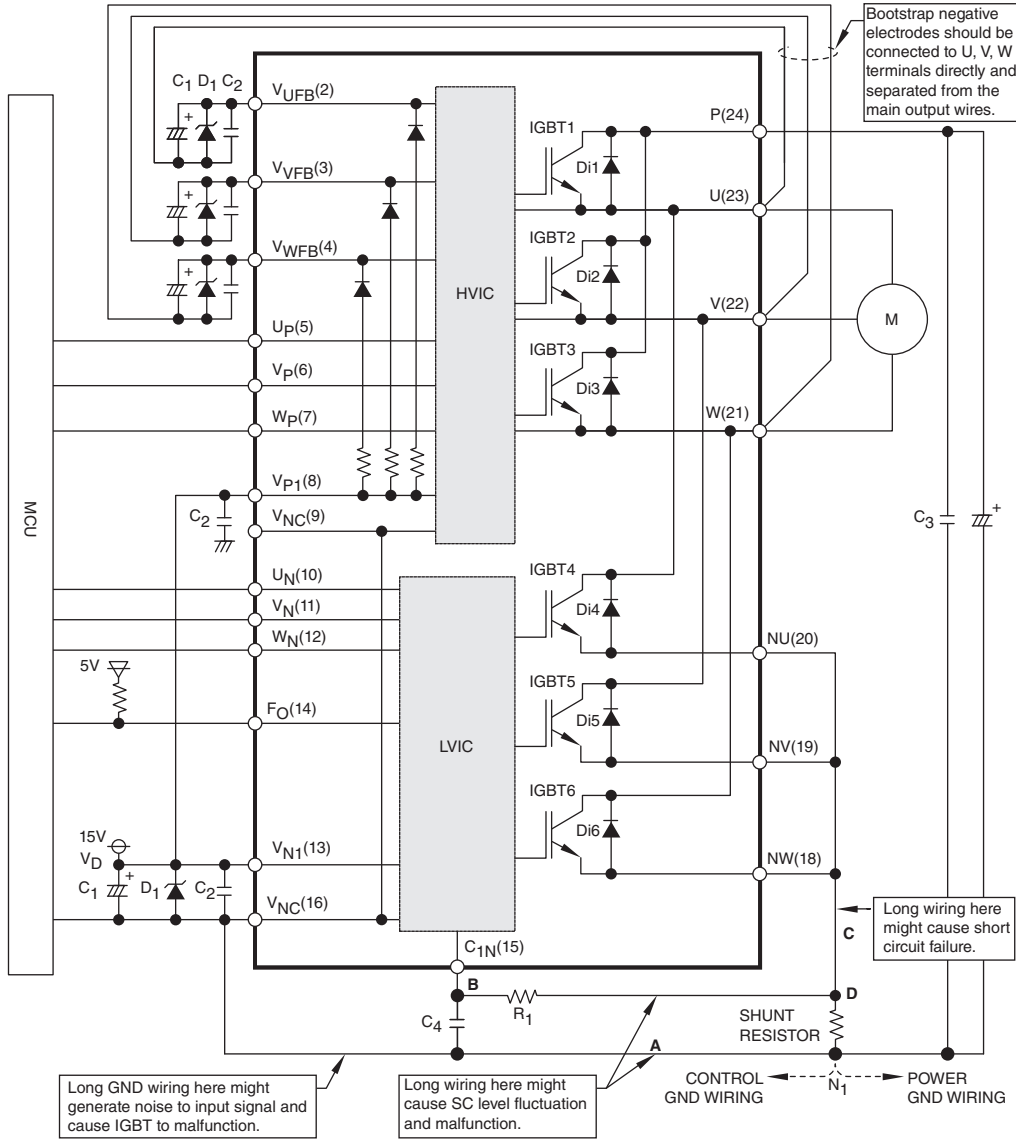 Bootstrap negative
electrodes should be
connected to U, V, W
terminals directly and
separated from the
main output wires.
C1 D1 C2
+
VUFB(2)
IGBT1
P(24)
Di1
VVFB(3)
U(23)
+
IGBT2
VWFB(4)
Di2
+
HVIC
V(22)
M
UP(5)
IGBT3
VP(6)
Di3
WP(7)
W(21)
MCU
VP1(8)
C2
VNC(9)
C3
+
IGBT4
UN(10)
VN(11)
Di4
WN(12)
NU(20)
5V
IGBT5
FO(14)
Di5
LVIC
NV(19)
IGBT6
15V
VD
VN1(13)
Di6
C1
+
D1
C2
NW(18)
VNC(16)
Long wiring here
might cause short
circuit failure.
C
C1N(15)
B
D
R1
C4
SHUNT
RESISTOR
A
Long GND wiring here might
generate noise to input signal and
cause IGBT to malfunction.
Long wiring here might
cause SC level fluctuation
and malfunction.
CONTROL
GND WIRING
N1
POWER
GND WIRING